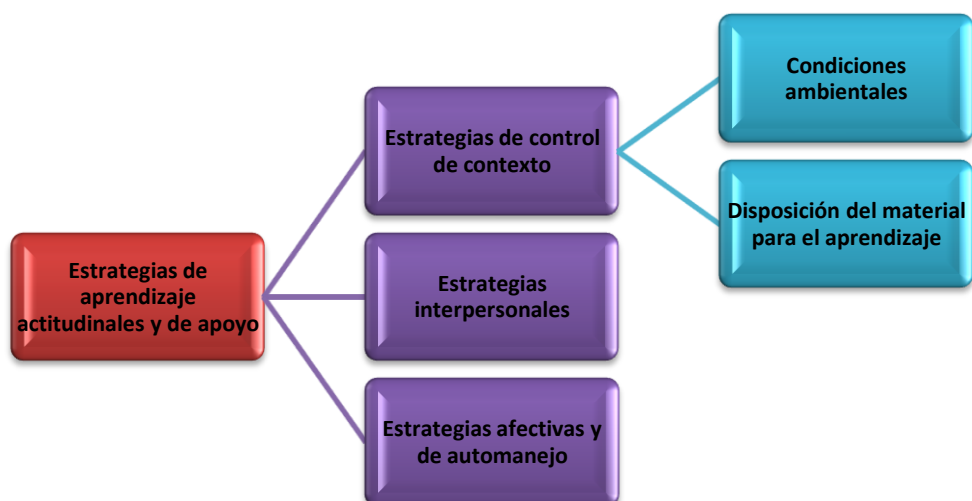 Estrategias de
aprendizaje
actitudinales y de apoyo
Estrategias de control
de contexto
Condiciones
ambientales
Disposición del material
para el aprendizaje
Estrategias
interpersonales
Estrategias afectivas y
de automanejo